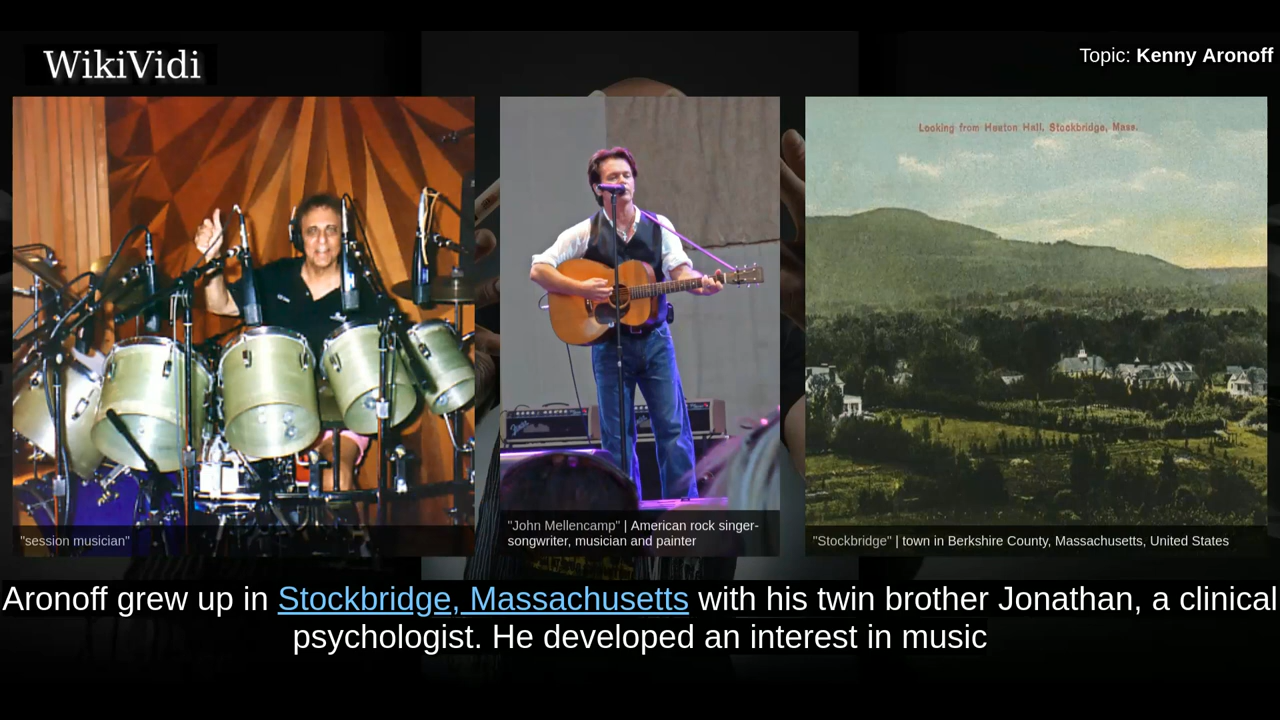 WikiVidi
Topic: Kenny Aronoff
Looking from Huston Hall, Stockbridge, Mass.
"session musician"
"John Mellencamp" | American rock singer-
songwriter, musician and painter
"Stockbridge" | town in Berkshire County, Massachusetts, United States
Aronoff grew up in Stockbridge, Massachusetts with his twin brother Jonathan, a clinical
psychologist. He developed an interest in music